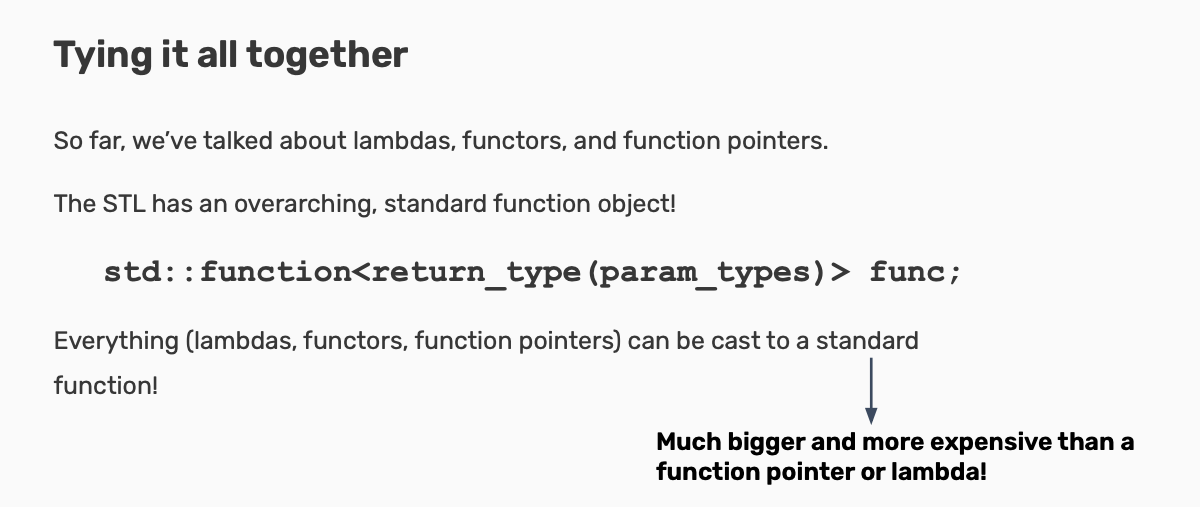 Tying it all together
So far, we’ve talked about lambdas, functors, and function pointers.
The STL has an overarching, standard function object!
std::function<return_type(param_types)> func;
Everything (lambdas, functors, function pointers) can be cast to a standard
function!
Much bigger and more expensive than a
function pointer or lambda!